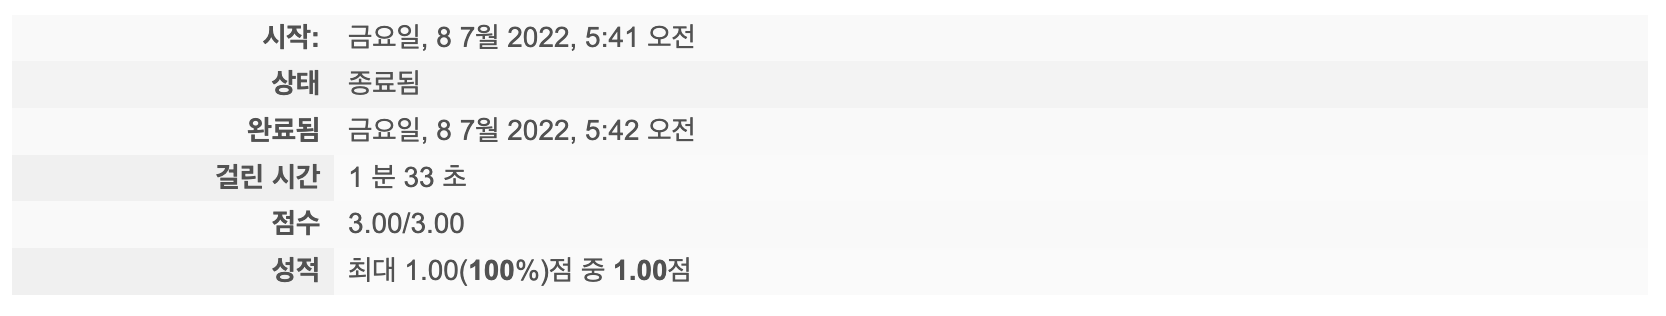 시작: 금요일, 8 7월 2022, 5:41 오전
상태 종료됨
완료됨 금요일, 8 7월 2022, 5:42 오전
걸린 시간 1 분 33 초
점수 3.00/3.00
성적 최대 1.00(100%)점 중 1.00점